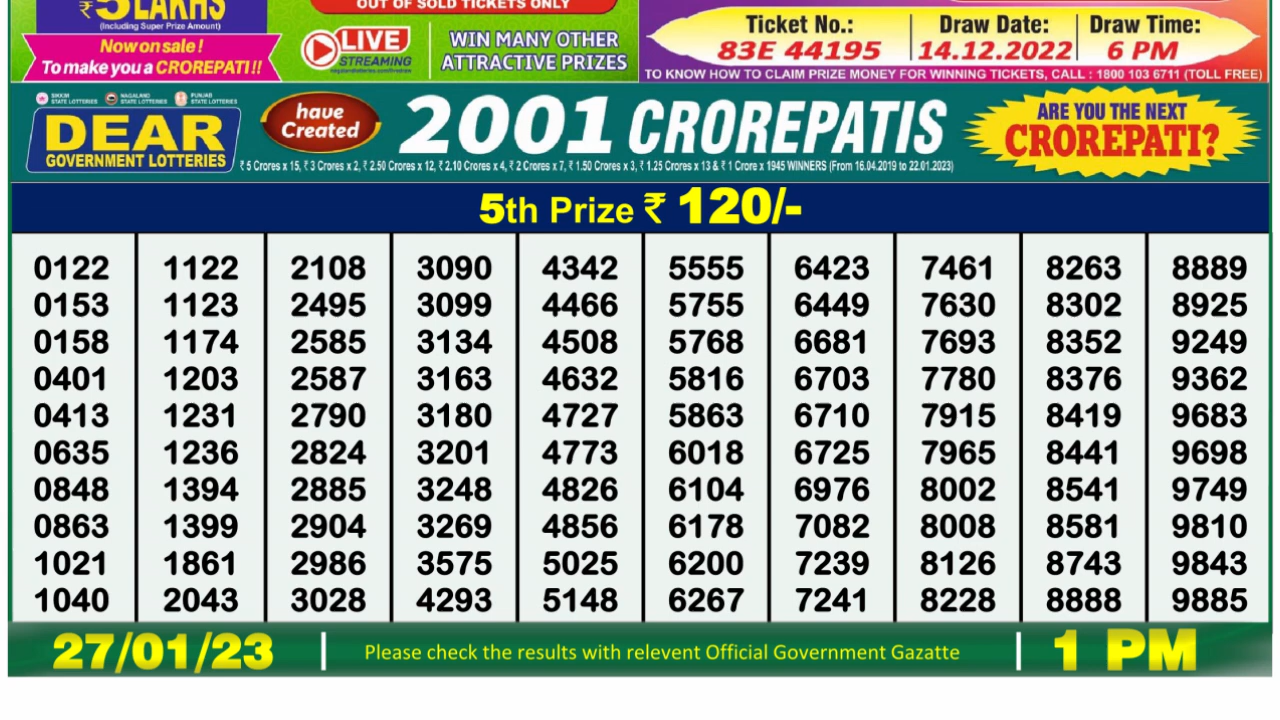 ₹5 LAKHS
(Including Super Prize Amount)
Now on sale !
To make you a CROREPATI !!
OUT OF SOLD TICKETS ONLY
LIVE
STREAMING
WIN MANY OTHER
ATTRACTIVE PRIZES
Ticket No.: Draw Date: Draw Time:
83E 44195 14.12.2022 6 PM
TO KNOW HOW TO CLAIM PRIZE MONEY FOR WINNING TICKETS, CALL : 1800 103 6711 (TOLL FREE)
SIKKIM STATE LOTTERIES
NAGALAND STATE LOTTERIES
PUNJAB STATE LOTTERIES
DEAR
GOVERNMENT LOTTERIES
have
Created
2001 CROREPATIS
₹ 5 Crores x 15, ₹ 3 Crores x 2, ₹ 2.50 Crores x 12, ₹ 2.10 Crores x 4, ₹ 2 Crores x 7, ₹ 1.50 Crores x 3, ₹ 1.25 Crores x 13 & ₹ 1 Crore x 1945 WINNERS (From 16.04.2019 to 22.01.2023)
ARE YOU THE NEXT
CROREPATI?
5th Prize ₹ 120/-
0122 1122 2108 3090 4342 5555 6423 7461 8263 8889
0153 1123 2495 3099 4466 5755 6449 7630 8302 8925
0158 1174 2585 3134 4508 5768 6681 7693 8352 9249
0401 1203 2587 3163 4632 5816 6703 7780 8376 9362
0413 1231 2790 3180 4727 5863 6710 7915 8419 9683
0635 1236 2824 3201 4773 6018 6725 7965 8441 9698
0848 1394 2885 3248 4826 6104 6976 8002 8541 9749
0863 1399 2904 3269 4856 6178 7082 8008 8581 9810
1021 1861 2986 3575 5025 6200 7239 8126 8743 9843
1040 2043 3028 4293 5148 6267 7241 8228 8888 9885
27/01/23 Please check the results with relevent Official Government Gazatte 1 PM